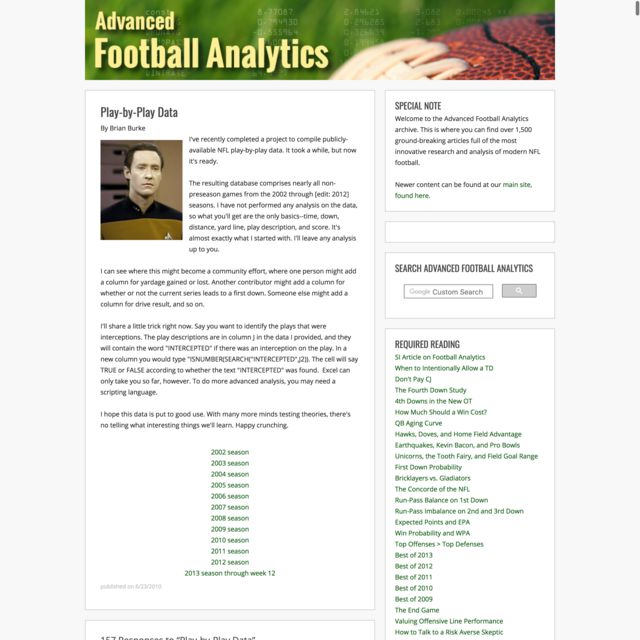 Advanced
Football Analytics
Play-by-Play Data
By Brian Burke
I've recently completed a project to compile publicly-
available NFL play-by-play data. It took a while, but now
it's ready.
The resulting database comprises nearly all non-
preseason games from the 2002 through [edit: 2012]
seasons. I have not performed any analysis on the data,
so what you'll get are the only basics--time, down,
distance, yard line, play description, and score. It's
almost exactly what I started with. I'll leave any analysis
up to you.
I can see where this might become a community effort, where one person might add
a column for yardage gained or lost. Another contributor might add a column for
whether or not the current series leads to a first down. Someone else might add a
column for drive result, and so on.
I'll share a little trick right now. Say you want to identify the plays that were
interceptions. The play descriptions are in column J in the data I provided, and they
will contain the word "INTERCEPTED" if there was an interception on the play. In a
new column you would type "ISNUMBER(SEARCH("INTERCEPTED",J2)). The cell will say
TRUE or FALSE according to whether the text "INTERCEPTED" was found.  Excel can
only take you so far, however. To do more advanced analysis, you may need a
scripting language.
I hope this data is put to good use. With many more minds testing theories, there's
no telling what interesting things we'll learn. Happy crunching.
2002 season
2003 season
2004 season
2005 season
2006 season
2007 season
2008 season
2009 season
2010 season
2011 season
2012 season
2013 season through week 12
published on 6/23/2010
157 Responses to "Play-by-Play Data"
SPECIAL NOTE
Welcome to the Advanced Football Analytics
archive. This is where you can find over 1,500
ground-breaking articles full of the most
innovative research and analysis of modern NFL
football.
Newer content can be found at our main site,
found here.
SEARCH ADVANCED FOOTBALL ANALYTICS
Google Custom Search
REQUIRED READING
SI Article on Football Analytics
When to Intentionally Allow a TD
Don't Pay CJ
The Fourth Down Study
4th Downs in the New OT
How Much Should a Win Cost?
QB Aging Curve
Hawks, Doves, and Home Field Advantage
Earthquakes, Kevin Bacon, and Pro Bowls
Unicorns, the Tooth Fairy, and Field Goal Range
First Down Probability
Bricklayers vs. Gladiators
The Concorde of the NFL
Run-Pass Balance on 1st Down
Run-Pass Imbalance on 2nd and 3rd Down
Expected Points and EPA
Win Probability and WPA
Top Offenses > Top Defenses
Best of 2013
Best of 2012
Best of 2011
Best of 2010
Best of 2009
The End Game
Valuing Offensive Line Performance
How to Talk to a Risk Averse Skeptic